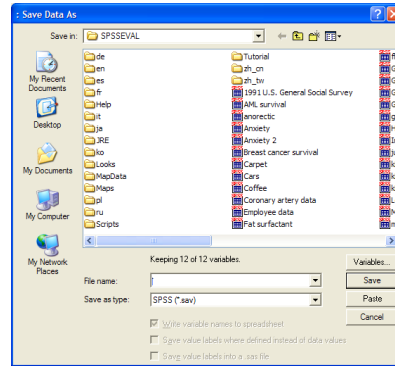 : Save Data As
Save in: SPSSEVAL
My Recent Documents
Desktop
My Documents
My Computer
My Network Places
de
en
es
fr
Help
it
ja
JRE
ko
Looks
MapData
Maps
pl
ru
Scripts
Tutorial
zh_cn
zh_tw
1991 U.S. General Social Survey
AML survival
anorectic
Anxiety
Anxiety 2
Breast cancer survival
Carpet
Cars
Coffee
Coronary artery data
Employee data
Fat surfactant
Keeping 12 of 12 variables.
Variables...
File name:
Save
Save as type: SPSS (*.sav)
Paste
Cancel
Write variable names to spreadsheet
Save value labels where defined instead of data values
Save value labels into a .sas file